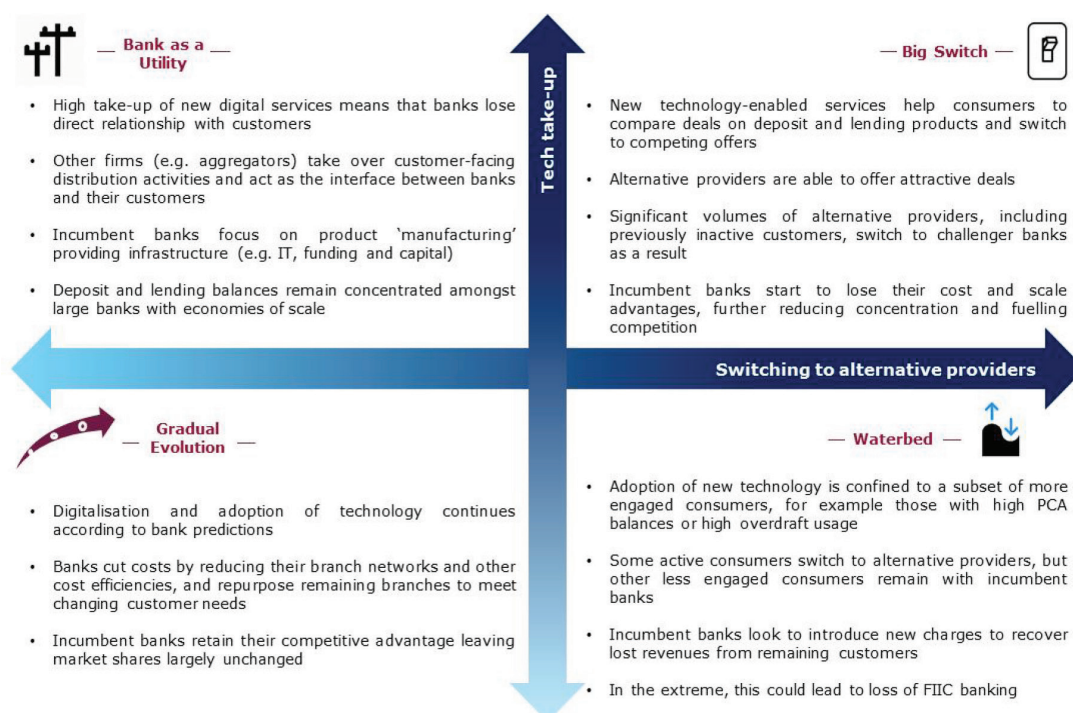 Bank as a
Utility
• High take-up of new digital services means that banks lose
direct relationship with customers
• Other firms (e.g. aggregators) take over customer-facing
distribution activities and act as the interface between banks
and their customers
• Incumbent banks focus on product ‘manufacturing’
providing infrastructure (e.g. IT, funding and capital)
• Deposit and lending balances remain concentrated amongst
large banks with economies of scale
Tech take-up
Big Switch
• New technology-enabled services help consumers to
compare deals on deposit and lending products and switch
to competing offers
• Alternative providers are able to offer attractive deals
• Significant volumes of alternative providers, including
previously inactive customers, switch to challenger banks
as a result
• Incumbent banks start to lose their cost and scale
advantages, further reducing concentration and fuelling
competition
Switching to alternative providers
Gradual
Evolution
• Digitalisation and adoption of technology continues
according to bank predictions
• Banks cut costs by reducing their branch networks and other
cost efficiencies, and repurpose remaining branches to meet
changing customer needs
• Incumbent banks retain their competitive advantage leaving
market shares largely unchanged
Waterbed
• Adoption of new technology is confined to a subset of more
engaged consumers, for example those with high PCA
balances or high overdraft usage
• Some active consumers switch to alternative providers, but
other less engaged consumers remain with incumbent
banks
• Incumbent banks look to introduce new charges to recover
lost revenues from remaining customers
• In the extreme, this could lead to loss of FIIC banking